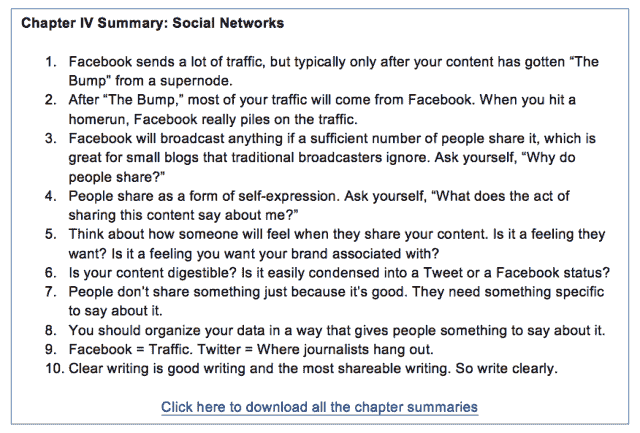 Chapter IV Summary: Social Networks
1. Facebook sends a lot of traffic, but typically only after your content has gotten “The
Bump” from a supernode.
2. After “The Bump,” most of your traffic will come from Facebook. When you hit a
homerun, Facebook really piles on the traffic.
3. Facebook will broadcast anything if a sufficient number of people share it, which is
great for small blogs that traditional broadcasters ignore. Ask yourself, “Why do
people share?”
4. People share as a form of self-expression. Ask yourself, “What does the act of
sharing this content say about me?”
5. Think about how someone will feel when they share your content. Is it a feeling they
want? Is it a feeling you want your brand associated with?
6. Is your content digestible? Is it easily condensed into a Tweet or a Facebook status?
7. People don’t share something just because it’s good. They need something specific
to say about it.
8. You should organize your data in a way that gives people something to say about it.
9. Facebook = Traffic. Twitter = Where journalists hang out.
10. Clear writing is good writing and the most shareable writing. So write clearly.
Click here to download all the chapter summaries